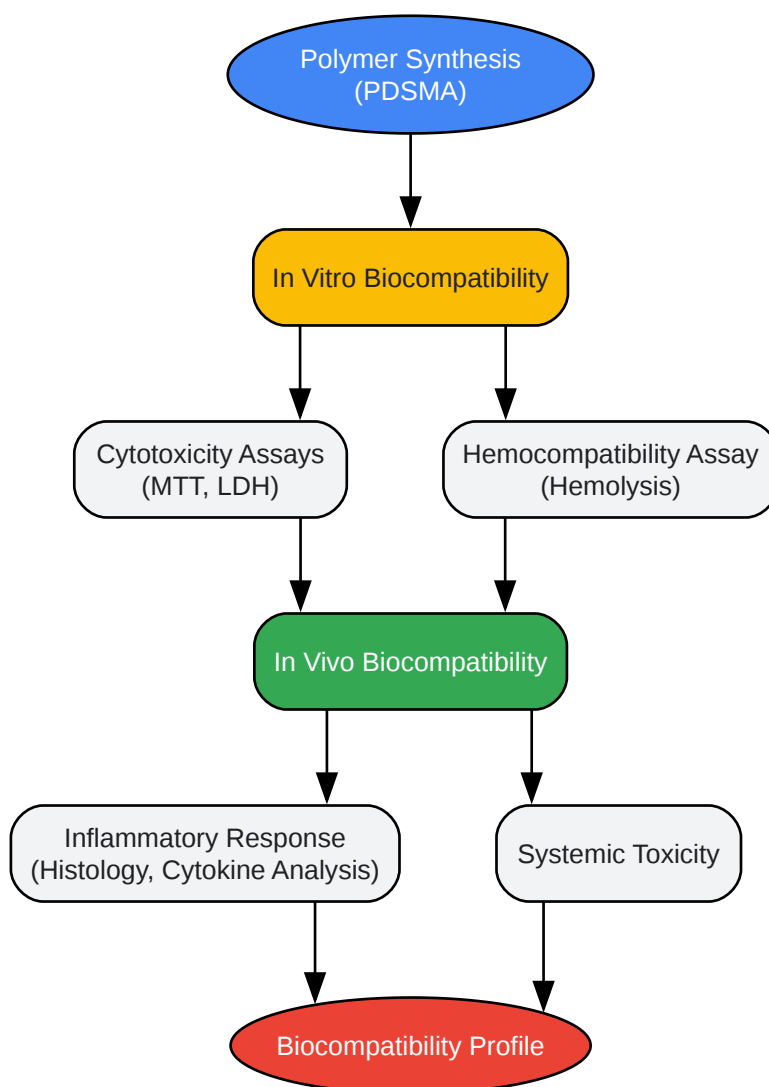 Polymer Synthesis
(PDSMA)
In Vitro Biocompatibility
Cytotoxicity Assays
(MTT, LDH)
Hemocompatibility Assay
(Hemolysis)
In Vivo Biocompatibility
Inflammatory Response
(Histology, Cytokine Analysis)
Systemic Toxicity
Biocompatibility Profile